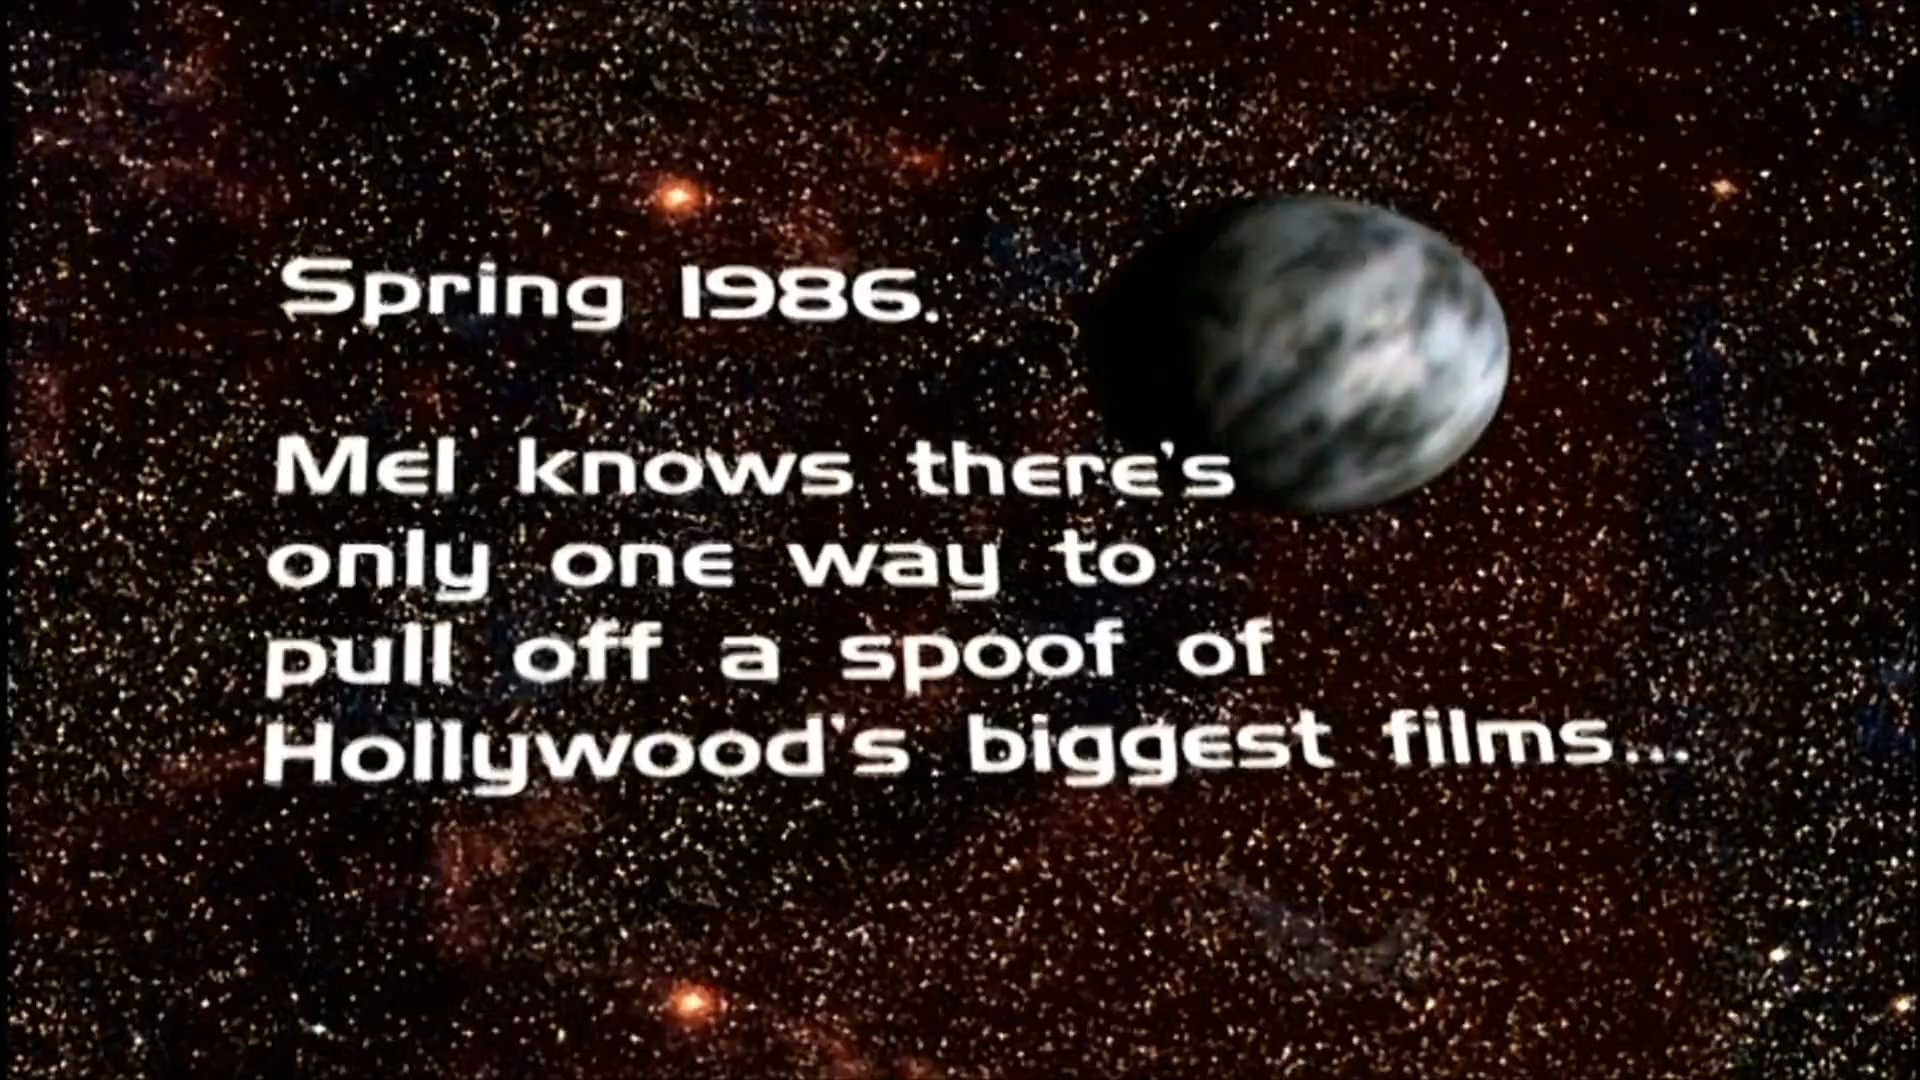 Spring 1986.
Mel knows there's
only one way to
pull off a spoof of
Hollywood's biggest films...